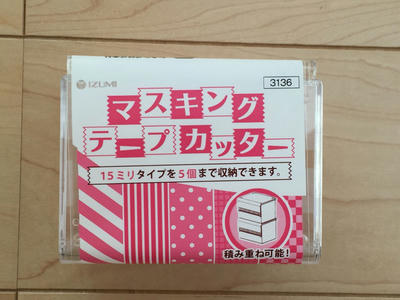 IZUMI
3136
マスキング
テープカッター
15ミリタイプを5個まで収納できます。
積み重ね可能!